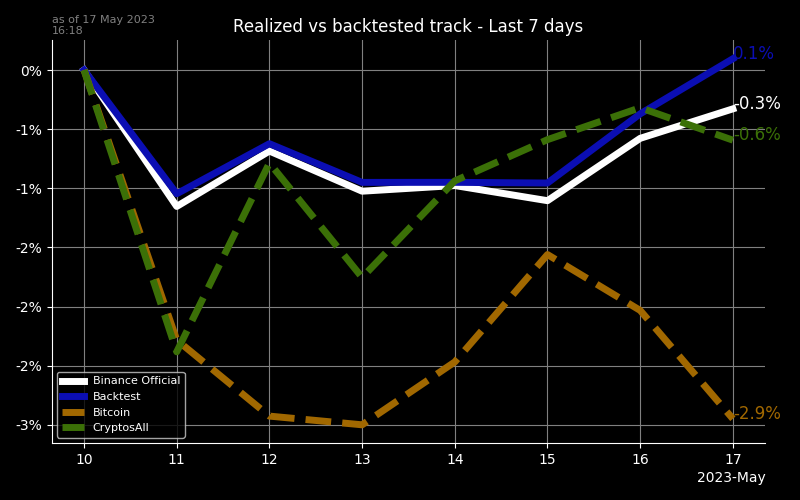 as of 17 May 2023
16:18
Realized vs backtested track - Last 7 days
0%
-1%
-1%
-2%
-2%
-2%
-3%
0.1%
-0.3%
-0.6%
-2.9%
Binance Official
Backtest
Bitcoin
CryptosAll
10 11 12 13 14 15 16 17
2023-May